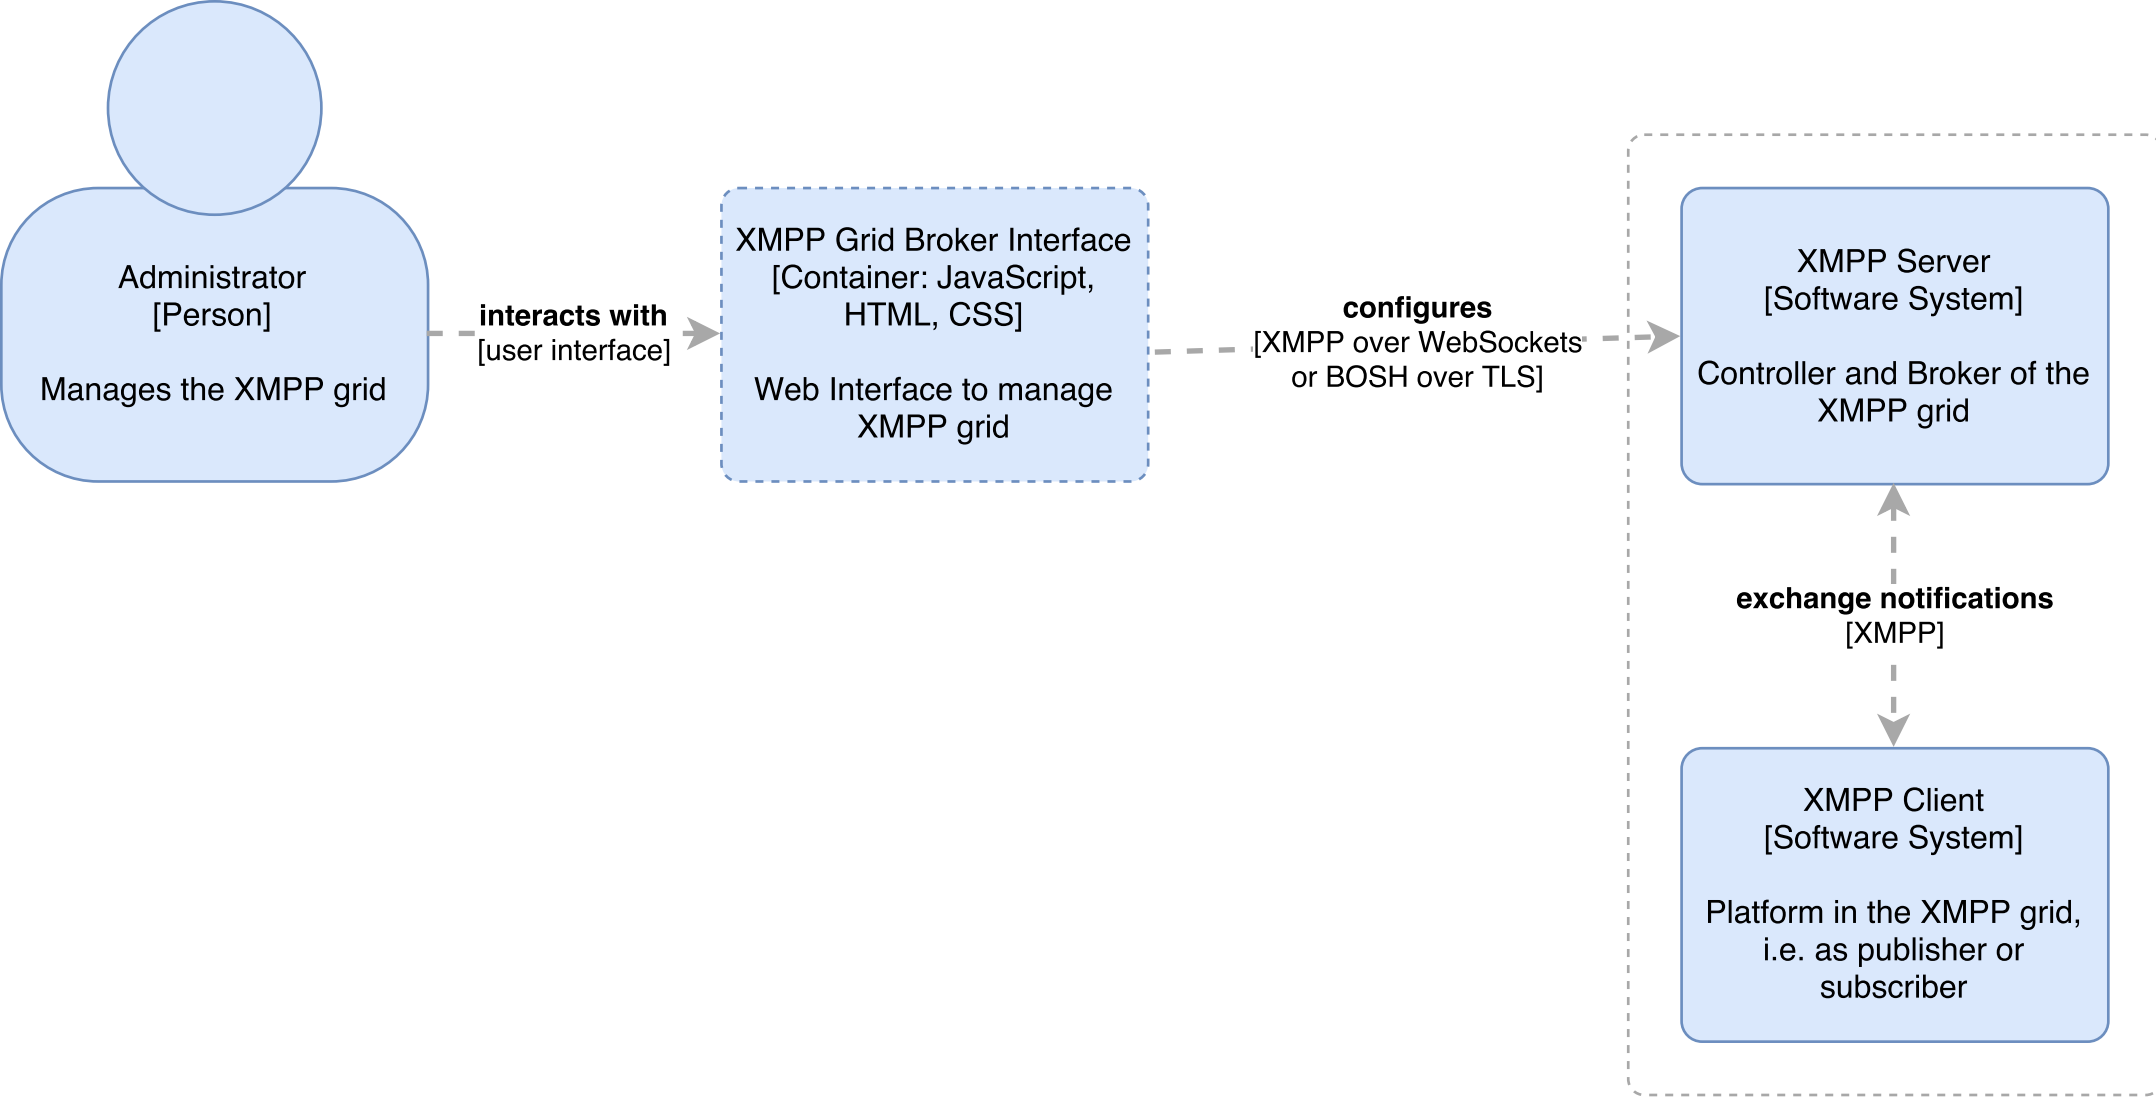 Administrator
[Person]
Manages the XMPP grid
interacts with
[user interface]
XMPP Grid Broker Interface
[Container: JavaScript,
HTML, CSS]
Web Interface to manage
XMPP grid
configures
[XMPP over WebSockets
or BOSH over TLS]
XMPP Server
[Software System]
Controller and Broker of the
XMPP grid
exchange notifications
[XMPP]
XMPP Client
[Software System]
Platform in the XMPP grid,
i.e. as publisher or
subscriber